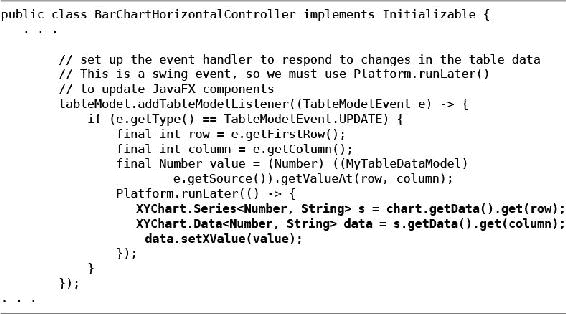 public class BarChartHorizontalController implements Initializable {
. . .
// set up the event handler to respond to changes in the table data
// This is a swing event, so we must use Platform.runLater()
// to update JavaFX components
tableModel.addTableModelListener((TableModelEvent e) -> {
if (e.getType() == TableModelEvent.UPDATE) {
final int row = e.getFirstRow();
final int column = e.getColumn();
final Number value = (Number) ((MyTableDataModel)
e.getSource()).getValueAt(row, column);
Platform.runLater(() -> {
XYChart.Series<Number, String> s = chart.getData().get(row);
XYChart.Data<Number, String> data = s.getData().get(column);
data.setXValue(value);
});
}
});
. . .